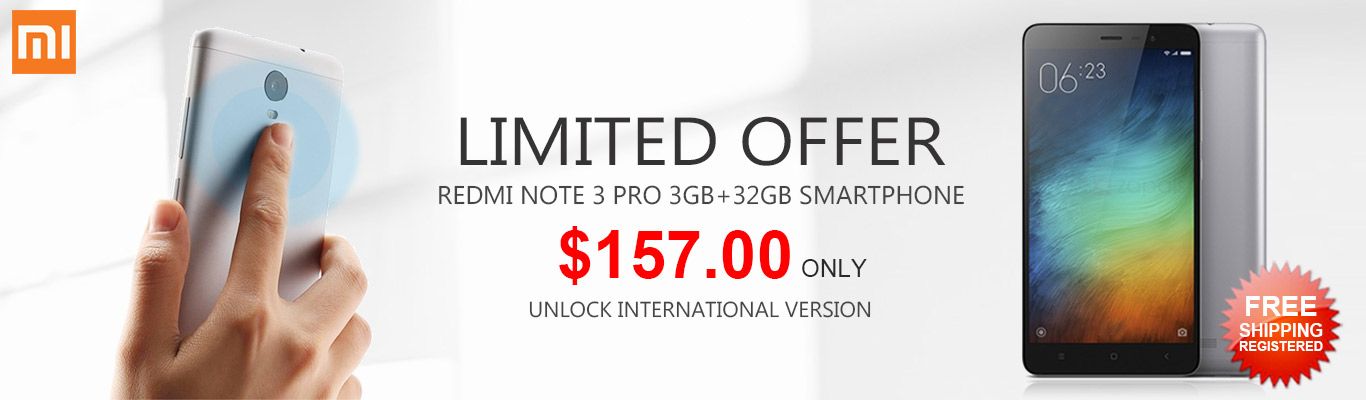 mi
LIMITED OFFER
REDMI NOTE 3 PRO 3GB+32GB SMARTPHONE
$157.00 ONLY
UNLOCK INTERNATIONAL VERSION
06:23
FREE
SHIPPING
REGISTERED